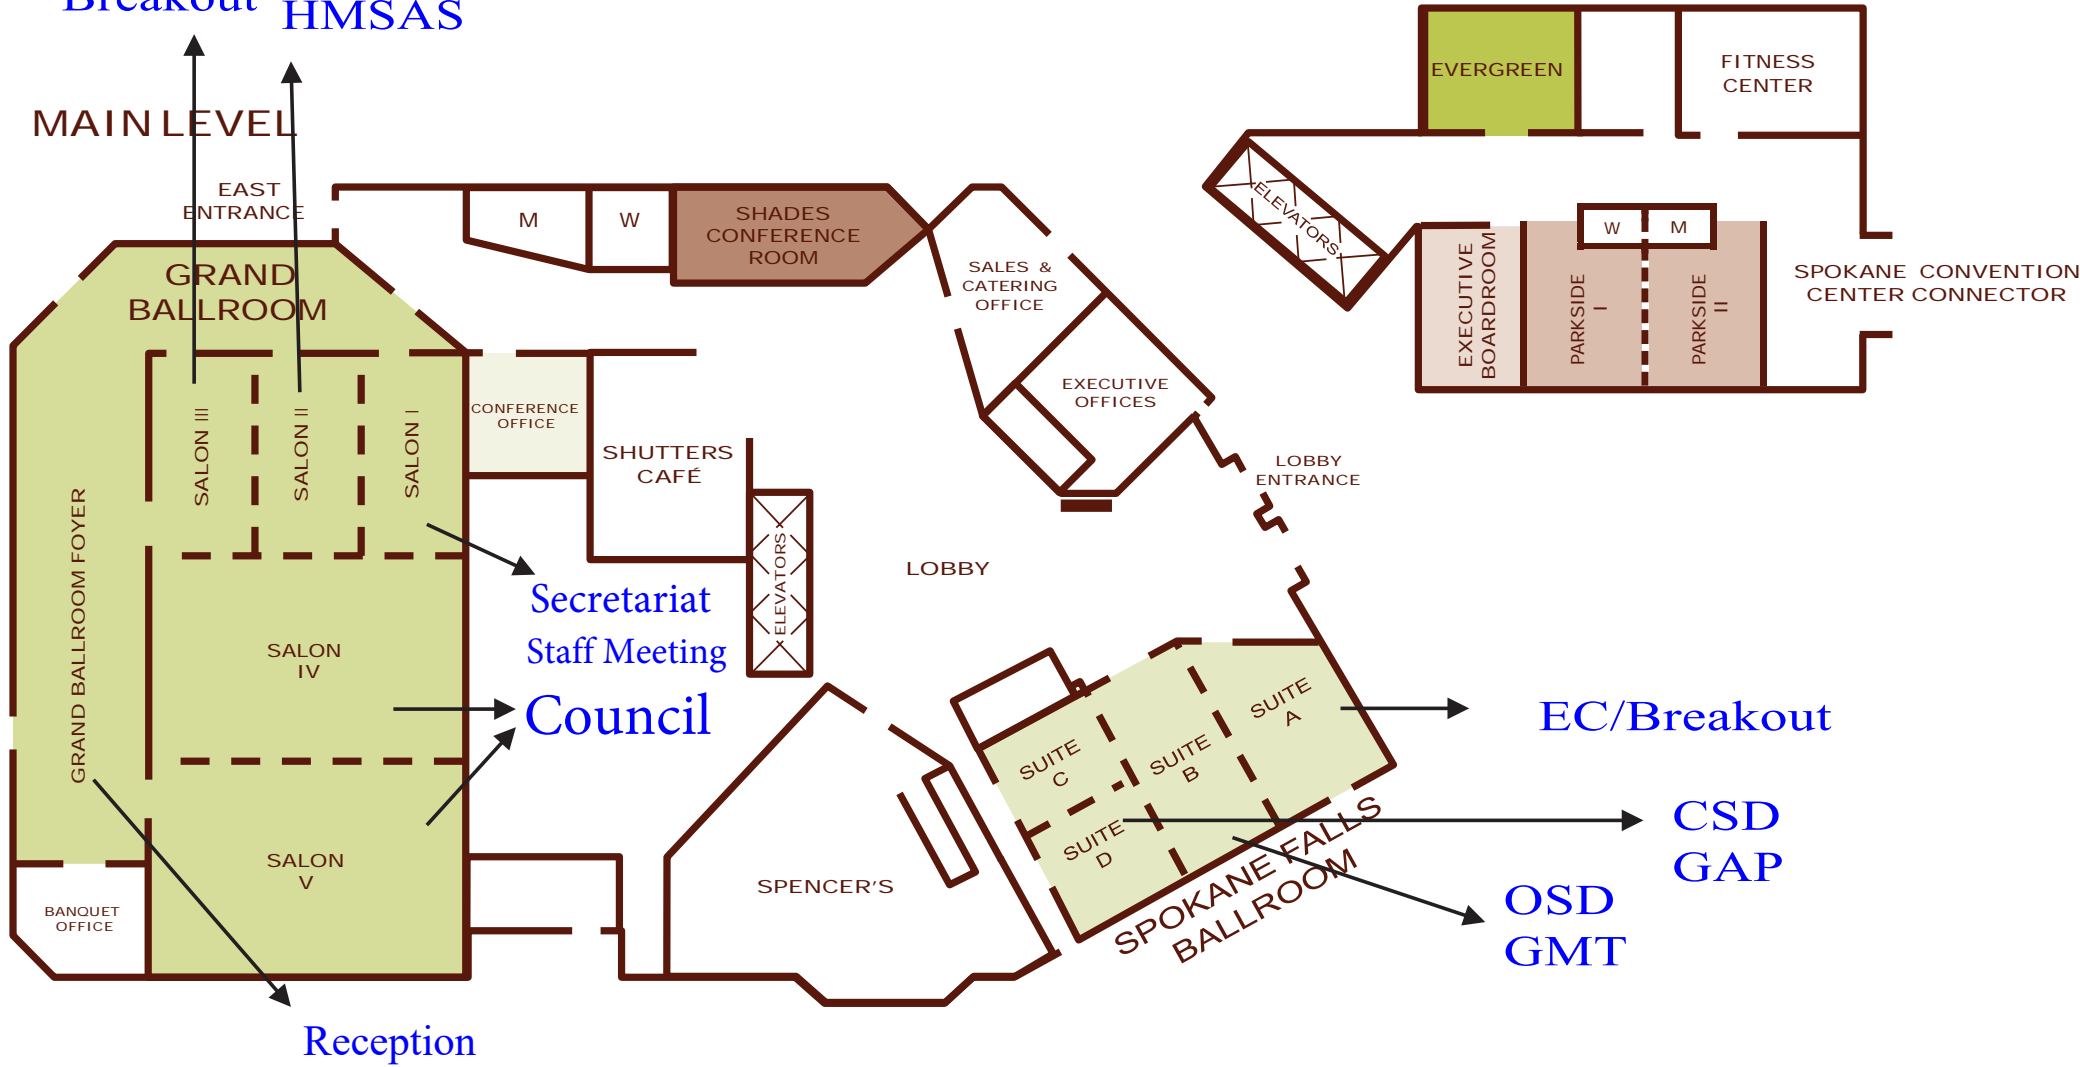 Breakout
HMSAS
MAIN LEVEL
EAST
ENTRANCE
GRAND
BALLROOM
M
W
SHADES
CONFERENCE
ROOM
SALES &
CATERING
OFFICE
EXECUTIVE
OFFICES
EVERGREEN
FITNESS
CENTER
ELEVATORS
W
M
EXECUTIVE
BOARDROOM
PARKSIDE
I
PARKSIDE
II
SPOKANE CONVENTION
CENTER CONNECTOR
SALON III
SALON II
SALON I
CONFERENCE
OFFICE
SHUTTERS
CAFÉ
ELEVATORS
LOBBY
LOBBY
ENTRANCE
GRAND BALLROOM FOYER
Secretariat
Staff Meeting
SALON
IV
Council
SALON
V
BANQUET
OFFICE
Reception
SPENCER'S
SUITE
C
SUITE
B
SUITE
A
SUITE
D
SPOKANE FALLS
BALLROOM
EC/Breakout
CSD
GAP
OSD
GMT